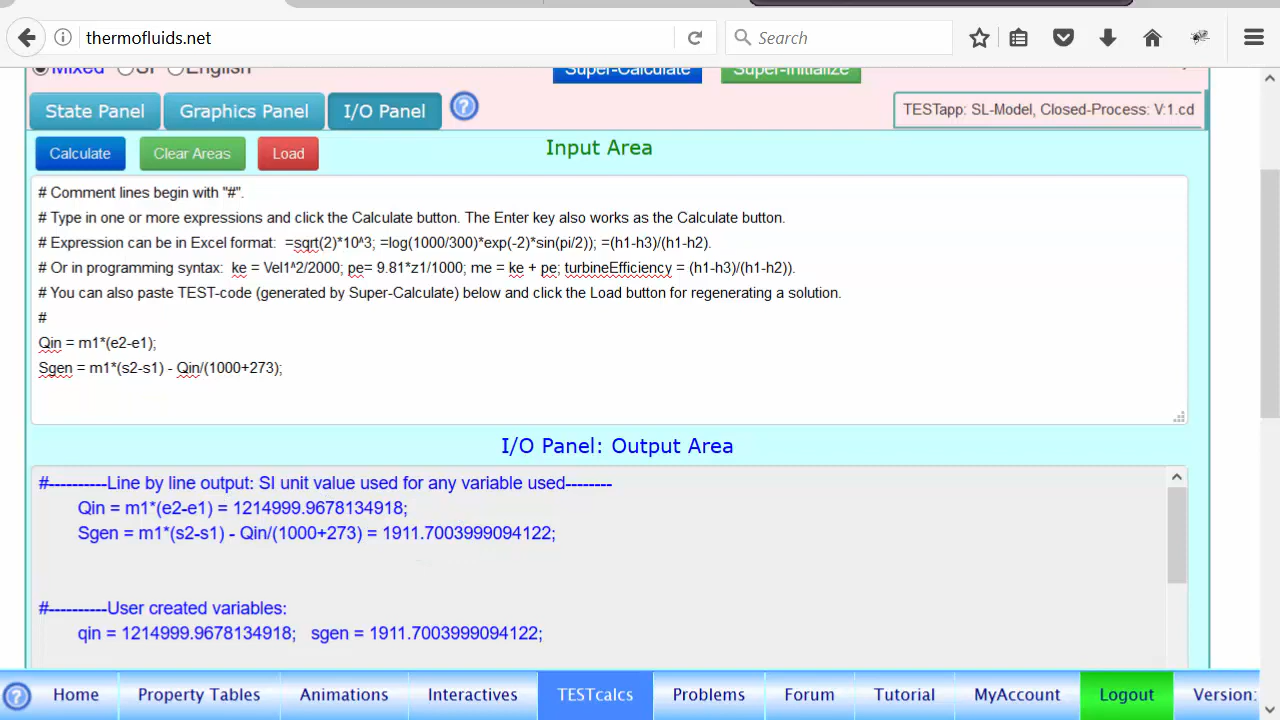 thermofluids.net
Search
Mixed SI English Super-Calculate Super-Initialize
State Panel Graphics Panel I/O Panel ? TESTapp: SL-Model, Closed-Process: V:1.cd
Calculate Clear Areas Load Input Area
# Comment lines begin with "#".
# Type in one or more expressions and click the Calculate button. The Enter key also works as the Calculate button.
# Expression can be in Excel format: =sqrt(2)*10^3; =log(1000/300)*exp(-2)*sin(pi/2)); =(h1-h3)/(h1-h2).
# Or in programming syntax: ke = Vel1^2/2000; pe= 9.81*z1/1000; me = ke + pe; turbineEfficiency = (h1-h3)/(h1-h2)).
# You can also paste TEST-code (generated by Super-Calculate) below and click the Load button for regenerating a solution.
#
Qin = m1*(e2-e1);
Sgen = m1*(s2-s1) - Qin/(1000+273);
I/O Panel: Output Area
#----------Line by line output: SI unit value used for any variable used--------
Qin = m1*(e2-e1) = 1214999.9678134918;
Sgen = m1*(s2-s1) - Qin/(1000+273) = 1911.7003999094122;
#----------User created variables:
qin = 1214999.9678134918; sgen = 1911.7003999094122;
? Home Property Tables Animations Interactives TESTcalcs Problems Forum Tutorial MyAccount Logout Version: